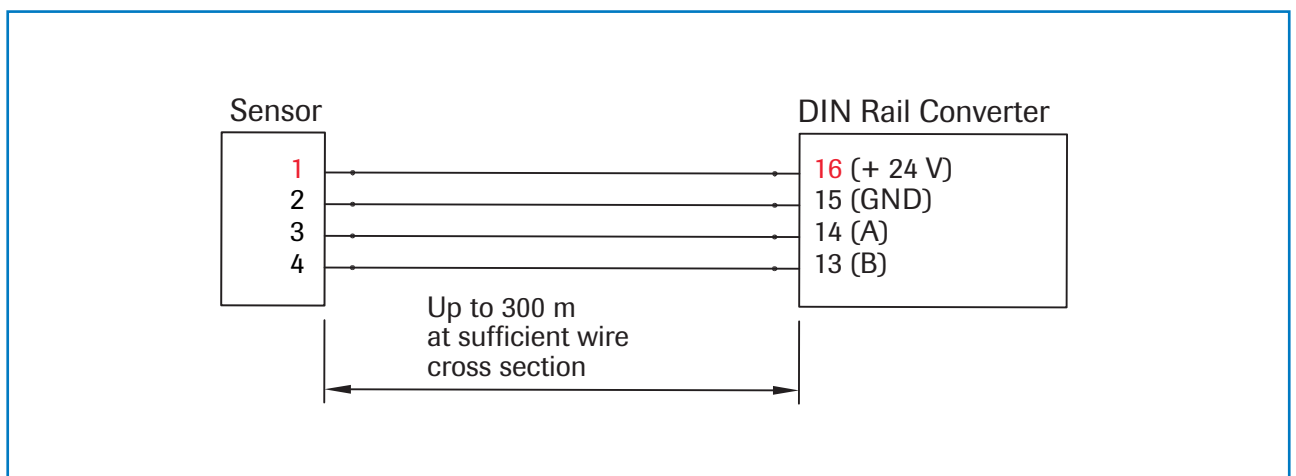 Sensor
DIN Rail Converter
1
2
3
4
16 (+ 24 V)
15 (GND)
14 (A)
13 (B)
Up to 300 m
at sufficient wire
cross section